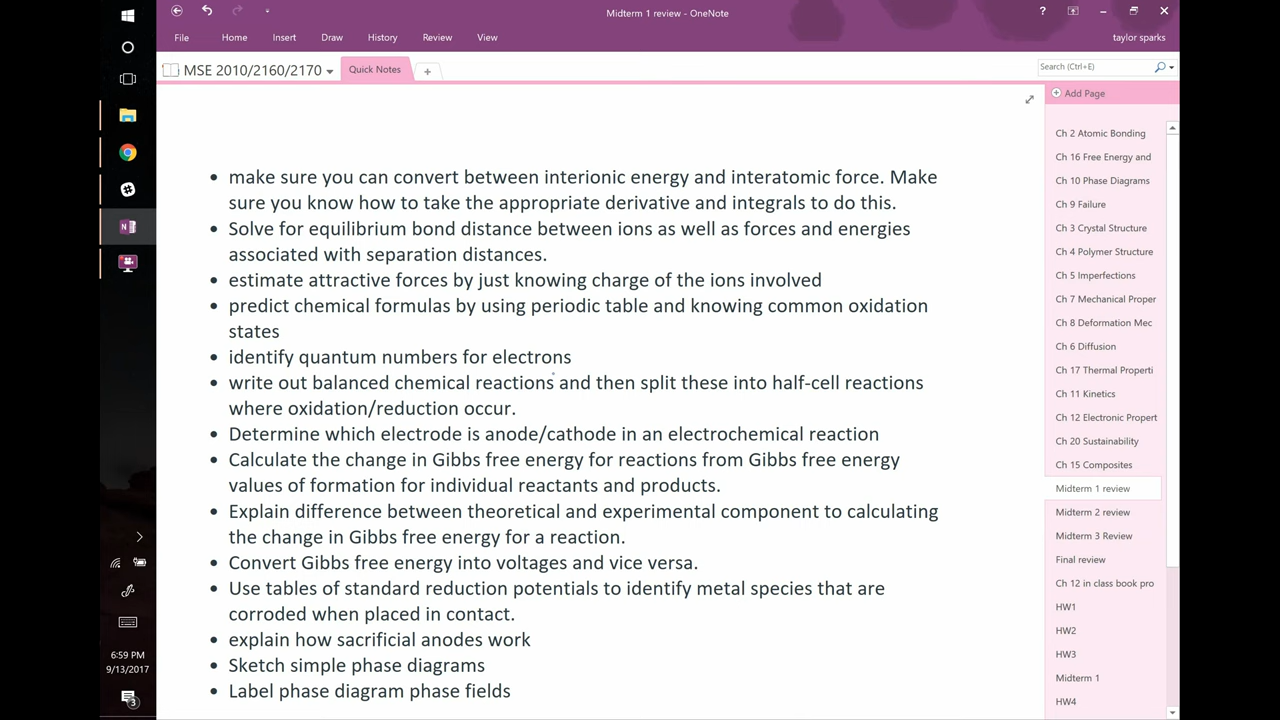 Midterm 1 review - OneNote
?
File Home Insert Draw History Review View
taylor sparks
MSE 2010/2160/2170
Quick Notes
+
Search (Ctrl+E)
Add Page
• make sure you can convert between interionic energy and interatomic force. Make
sure you know how to take the appropriate derivative and integrals to do this.
• Solve for equilibrium bond distance between ions as well as forces and energies
associated with separation distances.
• estimate attractive forces by just knowing charge of the ions involved
• predict chemical formulas by using periodic table and knowing common oxidation
states
• identify quantum numbers for electrons
• write out balanced chemical reactions and then split these into half-cell reactions
where oxidation/reduction occur.
• Determine which electrode is anode/cathode in an electrochemical reaction
• Calculate the change in Gibbs free energy for reactions from Gibbs free energy
values of formation for individual reactants and products.
• Explain difference between theoretical and experimental component to calculating
the change in Gibbs free energy for a reaction.
• Convert Gibbs free energy into voltages and vice versa.
• Use tables of standard reduction potentials to identify metal species that are
corroded when placed in contact.
• explain how sacrificial anodes work
• Sketch simple phase diagrams
• Label phase diagram phase fields
Ch 2 Atomic Bonding
Ch 16 Free Energy and
Ch 10 Phase Diagrams
Ch 9 Failure
Ch 3 Crystal Structure
Ch 4 Polymer Structure
Ch 5 Imperfections
Ch 7 Mechanical Proper
Ch 8 Deformation Mec
Ch 6 Diffusion
Ch 17 Thermal Properti
Ch 11 Kinetics
Ch 12 Electronic Propert
Ch 20 Sustainability
Ch 15 Composites
Midterm 1 review
Midterm 2 review
Midterm 3 Review
Final review
Ch 12 in class book pro
HW1
HW2
HW3
Midterm 1
HW4
6:59 PM
9/13/2017
3